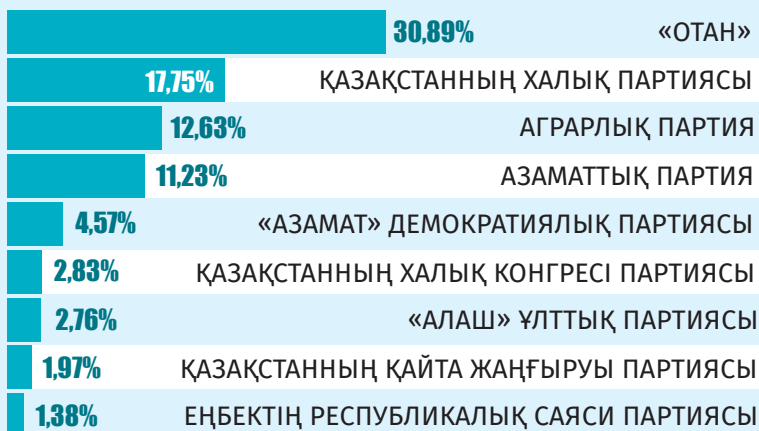 30,89% «ОТАН»
17,75% ҚАЗАҚСТАННЫҢ ХАЛЫҚ ПАРТИЯСЫ
12,63% АГРАРЛЫҚ ПАРТИЯ
11,23% АЗАМАТТЫҚ ПАРТИЯ
4,57% «АЗАМАТ» ДЕМОКРАТИЯЛЫҚ ПАРТИЯСЫ
2,83% ҚАЗАҚСТАННЫҢ ХАЛЫҚ КОНГРЕСІ ПАРТИЯСЫ
2,76% «АЛАШ» ҰЛТТЫҚ ПАРТИЯСЫ
1,97% ҚАЗАҚСТАННЫҢ ҚАЙТА ЖАҢҒЫРУЫ ПАРТИЯСЫ
1,38% ЕҢБЕКТІҢ РЕСПУБЛИКАЛЫҚ САЯСИ ПАРТИЯСЫ